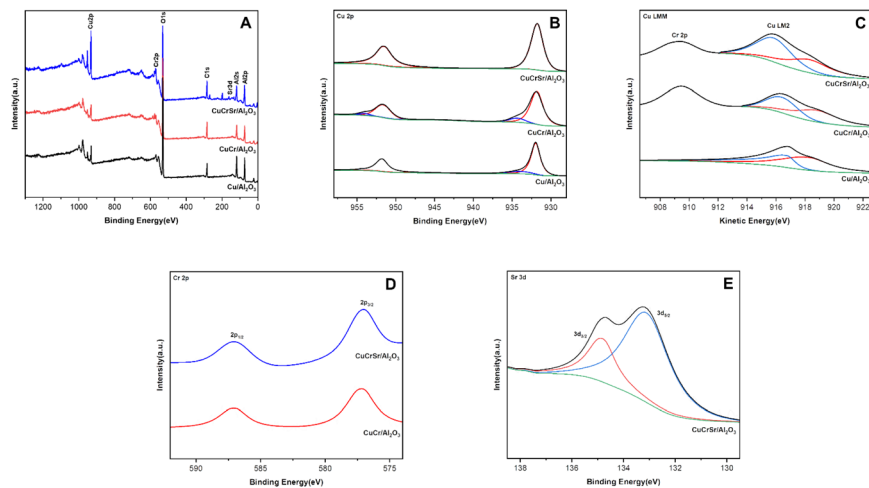 A
Cu2p
O1s
Cr2p
C1s
Sr3d
Al2s
Al2p
CuCrSr/Al₂O₃
CuCr/Al₂O₃
Cu/Al₂O₃
Intensity(a.u.)
1200 1000 800 600 400 200 0
Binding Energy(eV)
Cu 2p
B
CuCrSr/Al₂O₃
CuCr/Al₂O₃
Cu/Al₂O₃
Intensity(a.u.)
955 950 945 940 935 930
Binding Energy(eV)
Cu LMM
C
Cr 2p
Cu LM2
CuCrSr/Al₂O₃
CuCr/Al₂O₃
Cu/Al₂O₃
Intensity(a.u.)
908 910 912 914 916 918 920 922
Kinetic Energy(eV)
Cr 2p
D
2p₁/₂
2p₃/₂
CuCrSr/Al₂O₃
CuCr/Al₂O₃
Intensity(a.u.)
590 585 580 575
Binding Energy(eV)
Sr 3d
E
3d₃/₂
3d₅/₂
CuCrSr/Al₂O₃
Intensity(a.u.)
138 136 134 132 130
Binding Energy(eV)